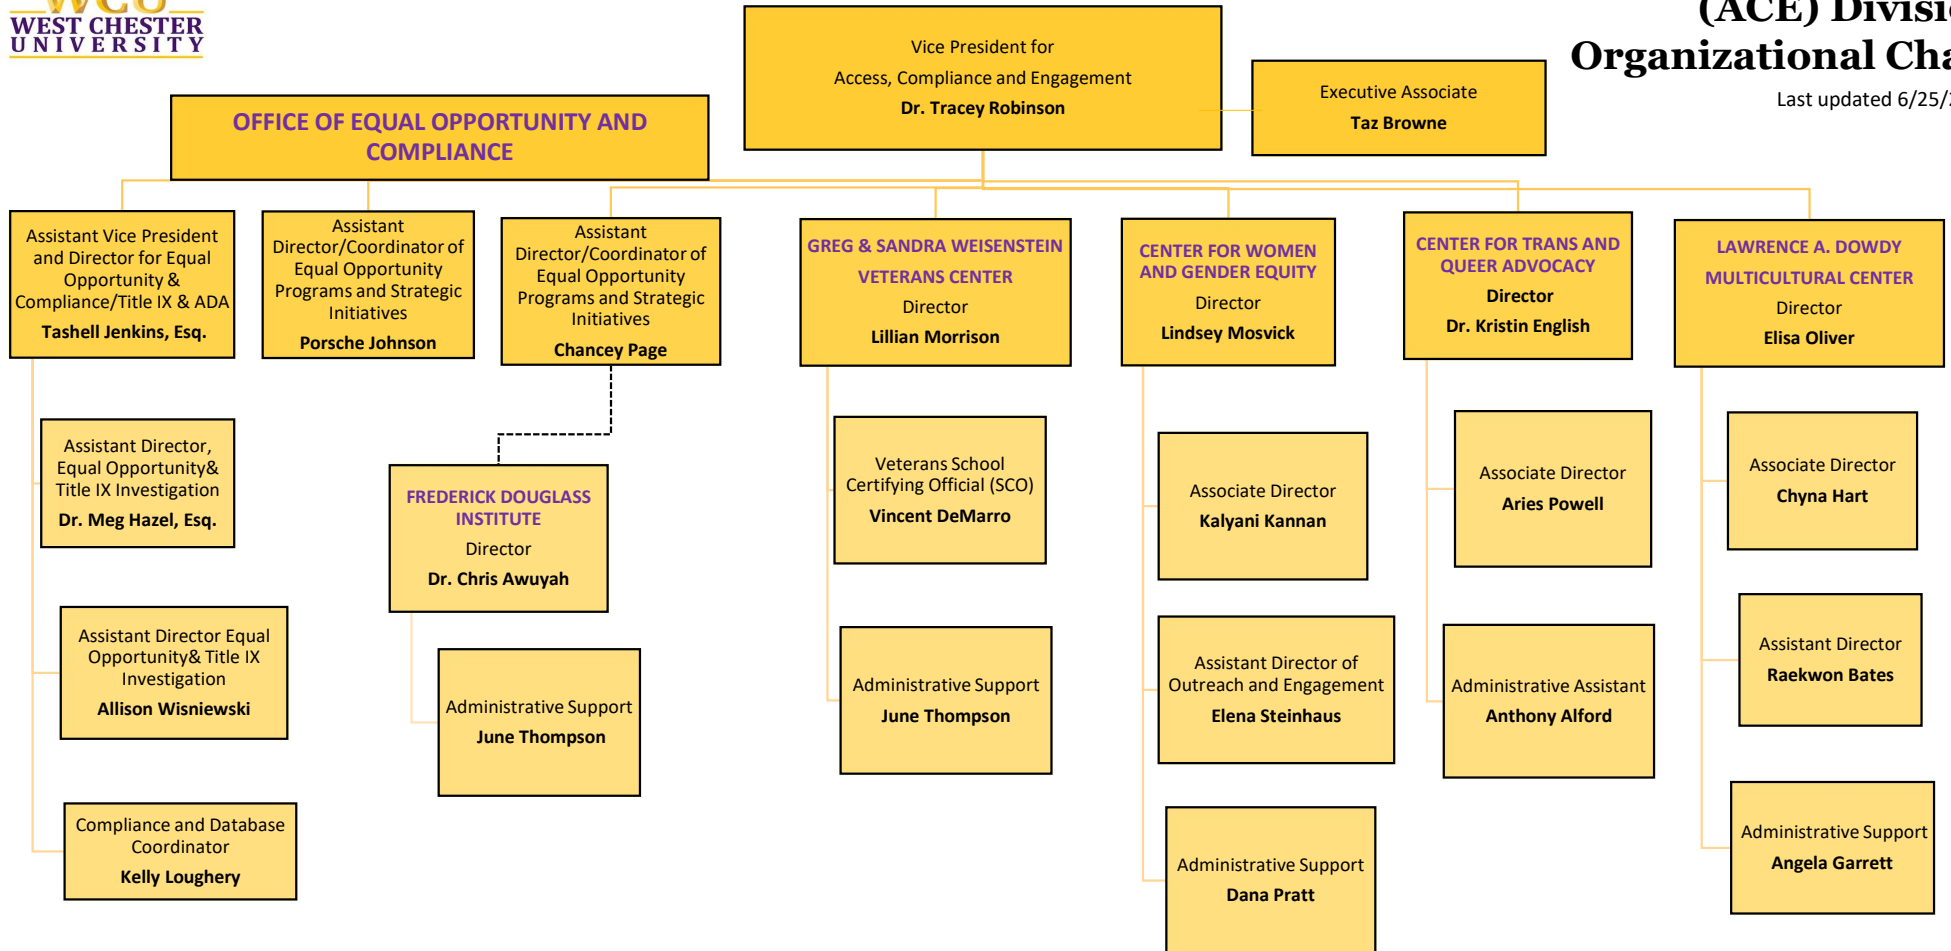 WCU
WEST CHESTER
UNIVERSITY
(ACE)
Organizational
Last updated
Vice President for
Access, Compliance and Engagement
Dr. Tracey Robinson
Executive Associate
Taz Browne
OFFICE OF EQUAL OPPORTUNITY AND
COMPLIANCE
Assistant Vice President
and Director for Equal
Opportunity &
Compliance/Title IX & ADA
Tashell Jenkins, Esq.
Assistant
Director/Coordinator of
Equal Opportunity
Programs and Strategic
Initiatives
Porsche Johnson
Assistant
Director/Coordinator of
Equal Opportunity
Programs and Strategic
Initiatives
Chancey Page
GREG & SANDRA WEISENSTEIN
VETERANS CENTER
Director
Lillian Morrison
CENTER FOR WOMEN
AND GENDER EQUITY
Director
Lindsey Mosvick
CENTER FOR TRANS AND
QUEER ADVOCACY
Director
Dr. Kristin English
LAWRENCE A. DOWDY
MULTICULTURAL CENTER
Director
Elisa Oliver
Assistant Director,
Equal Opportunity&
Title IX Investigation
Dr. Meg Hazel, Esq.
Assistant Director Equal
Opportunity& Title IX
Investigation
Allison Wisniewski
Compliance and Database
Coordinator
Kelly Loughery
FREDERICK DOUGLASS
INSTITUTE
Director
Dr. Chris Awuyah
Administrative Support
June Thompson
Veterans School
Certifying Official (SCO)
Vincent DeMarro
Administrative Support
June Thompson
Associate Director
Kalyani Kannan
Assistant Director of
Outreach and Engagement
Elena Steinhaus
Administrative Support
Dana Pratt
Associate Director
Aries Powell
Administrative Assistant
Anthony Alford
Associate Director
Chyna Hart
Assistant Director
Raekwon Bates
Administrative Support
Angela Garrett